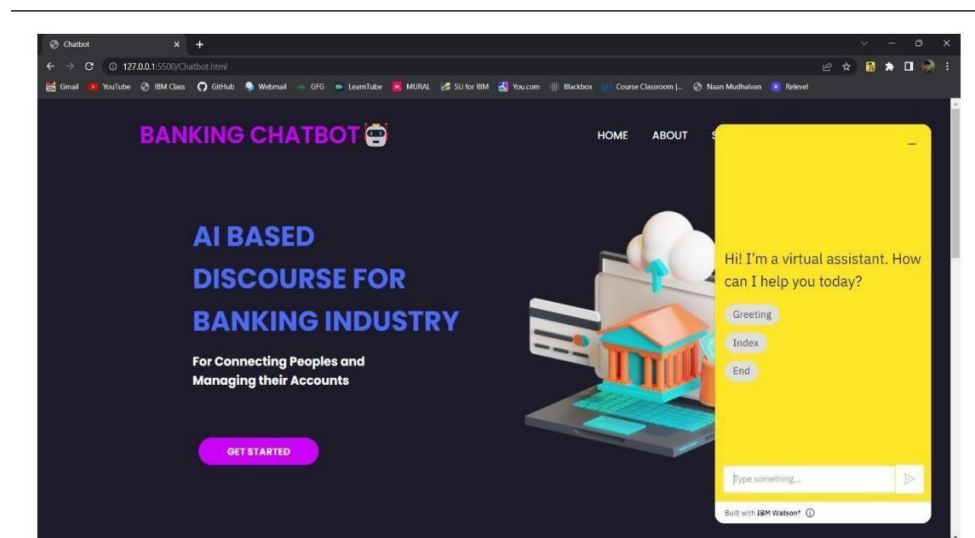 Chatbot
127.0.0.1:5500/Chatbot.html
Gmail YouTube IBM Class GitHub Webmail GFG LearnTube MURAL SU for IBM You.com Blackbox Course Classroom |... Naan Mudhalvan Relevel
BANKING CHATBOT
HOME ABOUT S
AI BASED
DISCOURSE FOR
BANKING INDUSTRY
For Connecting Peoples and
Managing their Accounts
GET STARTED
Hi! I'm a virtual assistant. How
can I help you today?
Greeting
Index
End
Type something...
Built with IBM Watson®